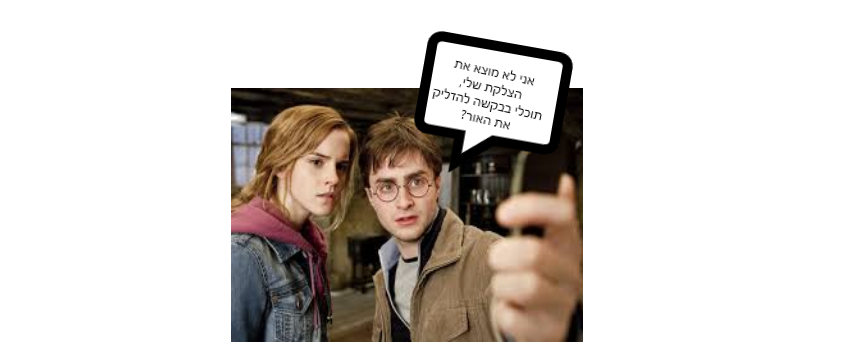 אני לא מוצא את
הצלקת שלי,
תוכלי בבקשה להדליק
את האור?